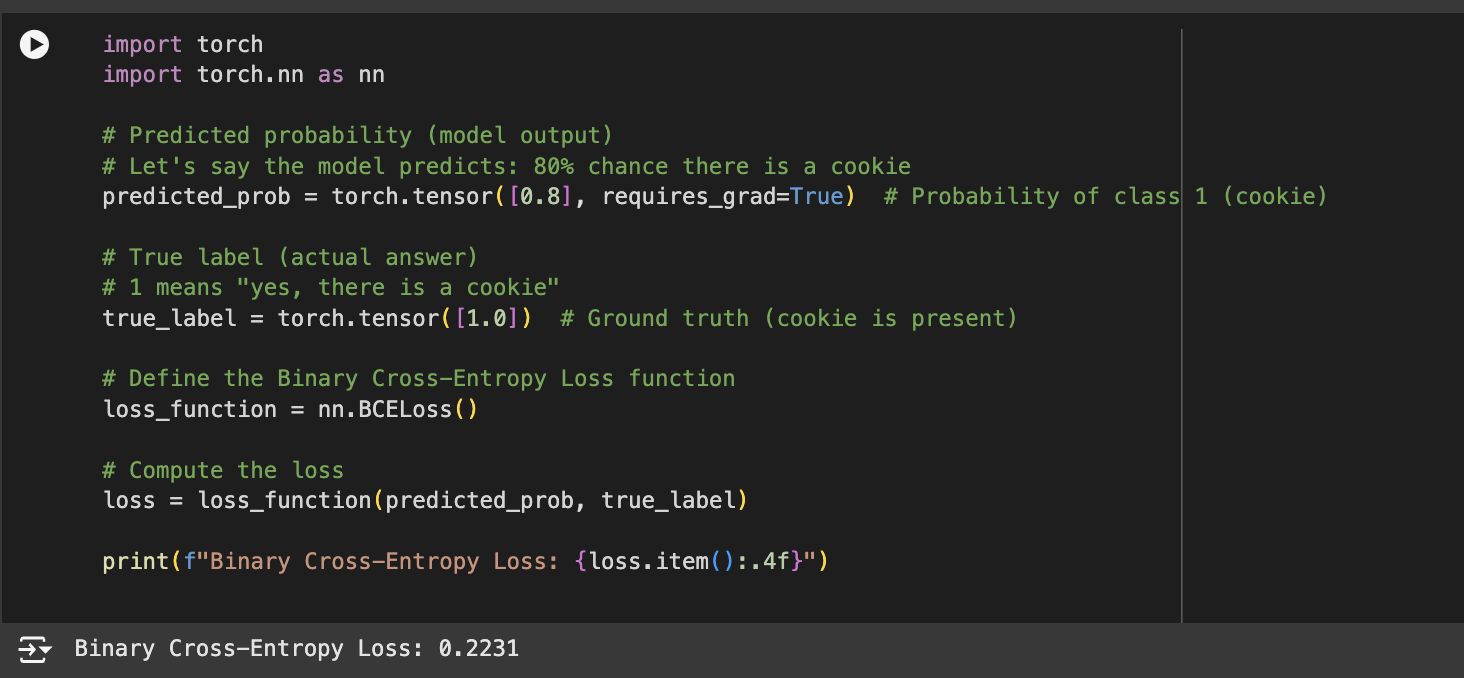 import torch
import torch.nn as nn
# Predicted probability (model output)
# Let's say the model predicts: 80% chance there is a cookie
predicted_prob = torch.tensor([0.8], requires_grad=True)  # Probability of class 1 (cookie)
# True label (actual answer)
# 1 means "yes, there is a cookie"
true_label = torch.tensor([1.0])  # Ground truth (cookie is present)
# Define the Binary Cross-Entropy Loss function
loss_function = nn.BCELoss()
# Compute the loss
loss = loss_function(predicted_prob, true_label)
print(f"Binary Cross-Entropy Loss: {loss.item():.4f}")
Binary Cross-Entropy Loss: 0.2231